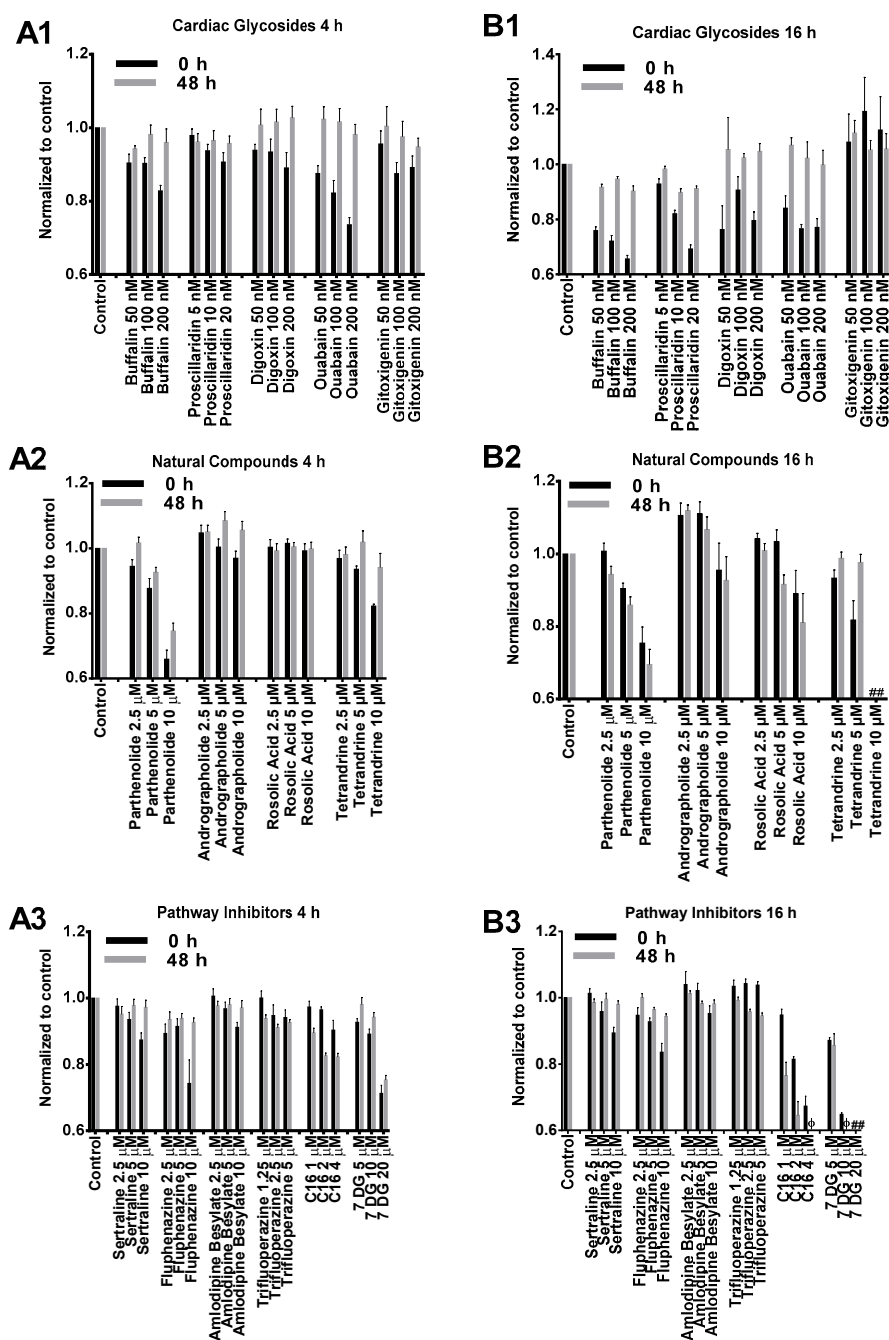 A1
Cardiac Glycosides 4 h
1.2
0 h
48 h
1.0
0.8
0.6
Normalized to control
Control
Buffalin 50 nM
Buffalin 100 nM
Buffalin 200 nM
Proscillaridin 5 nM
Proscillaridin 10 nM
Proscillaridin 20 nM
Digoxin 50 nM
Digoxin 100 nM
Digoxin 200 nM
Ouabain 50 nM
Ouabain 100 nM
Ouabain 200 nM
Gitoxigenin 50 nM
Gitoxigenin 100 nM
Gitoxigenin 200 nM
B1
Cardiac Glycosides 16 h
1.4
0 h
48 h
1.2
1.0
0.8
0.6
Normalized to control
Control
Buffalin 50 nM
Buffalin 100 nM
Buffalin 200 nM
Proscillaridin 5 nM
Proscillaridin 10 nM
Proscillaridin 20 nM
Digoxin 50 nM
Digoxin 100 nM
Digoxin 200 nM
Ouabain 50 nM
Ouabain 100 nM
Ouabain 200 nM
Gitoxigenin 50 nM
Gitoxigenin 100 nM
Gitoxigenin 200 nM
A2
Natural Compounds 4 h
1.2
0 h
48 h
1.0
0.8
0.6
Normalized to control
Control
Parthenolide 2.5 µM
Parthenolide 5 µM
Parthenolide 10 µM
Andrographolide 2.5 µM
Andrographolide 5 µM
Andrographolide 10 µM
Rosolic Acid 2.5 µM
Rosolic Acid 5 µM
Rosolic Acid 10 µM
Tetrandrine 2.5 µM
Tetrandrine 5 µM
Tetrandrine 10 µM
B2
Natural Compounds 16 h
1.2
0 h
48 h
1.0
0.8
0.6
##
Normalized to control
Control
Parthenolide 2.5 µM
Parthenolide 5 µM
Parthenolide 10 µM
Andrographolide 2.5 µM
Andrographolide 5 µM
Andrographolide 10 µM
Rosolic Acid 2.5 µM
Rosolic Acid 5 µM
Rosolic Acid 10 µM
Tetrandrine 2.5 µM
Tetrandrine 5 µM
Tetrandrine 10 µM
A3
Pathway Inhibitors 4 h
1.2
0 h
48 h
1.0
0.8
0.6
Normalized to control
Control
Sertraline 2.5 µM
Sertraline 5 µM
Sertraline 10 µM
Fluphenazine 2.5 µM
Fluphenazine 5 µM
Fluphenazine 10 µM
Amlodipine Besylate 2.5 µM
Amlodipine Besylate 5 µM
Amlodipine Besylate 10 µM
Trifluoperazine 1,25 µM
Trifluoperazine 2.5 µM
Trifluoperazine 5 µM
C16 1 µM
C16 2 µM
C16 4 µM
7 DG 5 µM
7 DG 10 µM
7 DG 20 µM
B3
Pathway Inhibitors 16 h
1.2
0 h
48 h
1.0
0.8
0.6
ϕ
ϕ
##
Normalized to control
Control
Sertraline 2.5 µM
Sertraline 5 µM
Sertraline 10 µM
Fluphenazine 2.5 µM
Fluphenazine 5 µM
Fluphenazine 10 µM
Amlodipine Besylate 2.5 µM
Amlodipine Besylate 5 µM
Amlodipine Besylate 10 µM
Trifluoperazine 1,25 µM
Trifluoperazine 2.5 µM
Trifluoperazine 5 µM
C16 1 µM
C16 2 µM
C16 4 µM
7 DG 5 µM
7 DG 10 µM
7 DG 20 µM